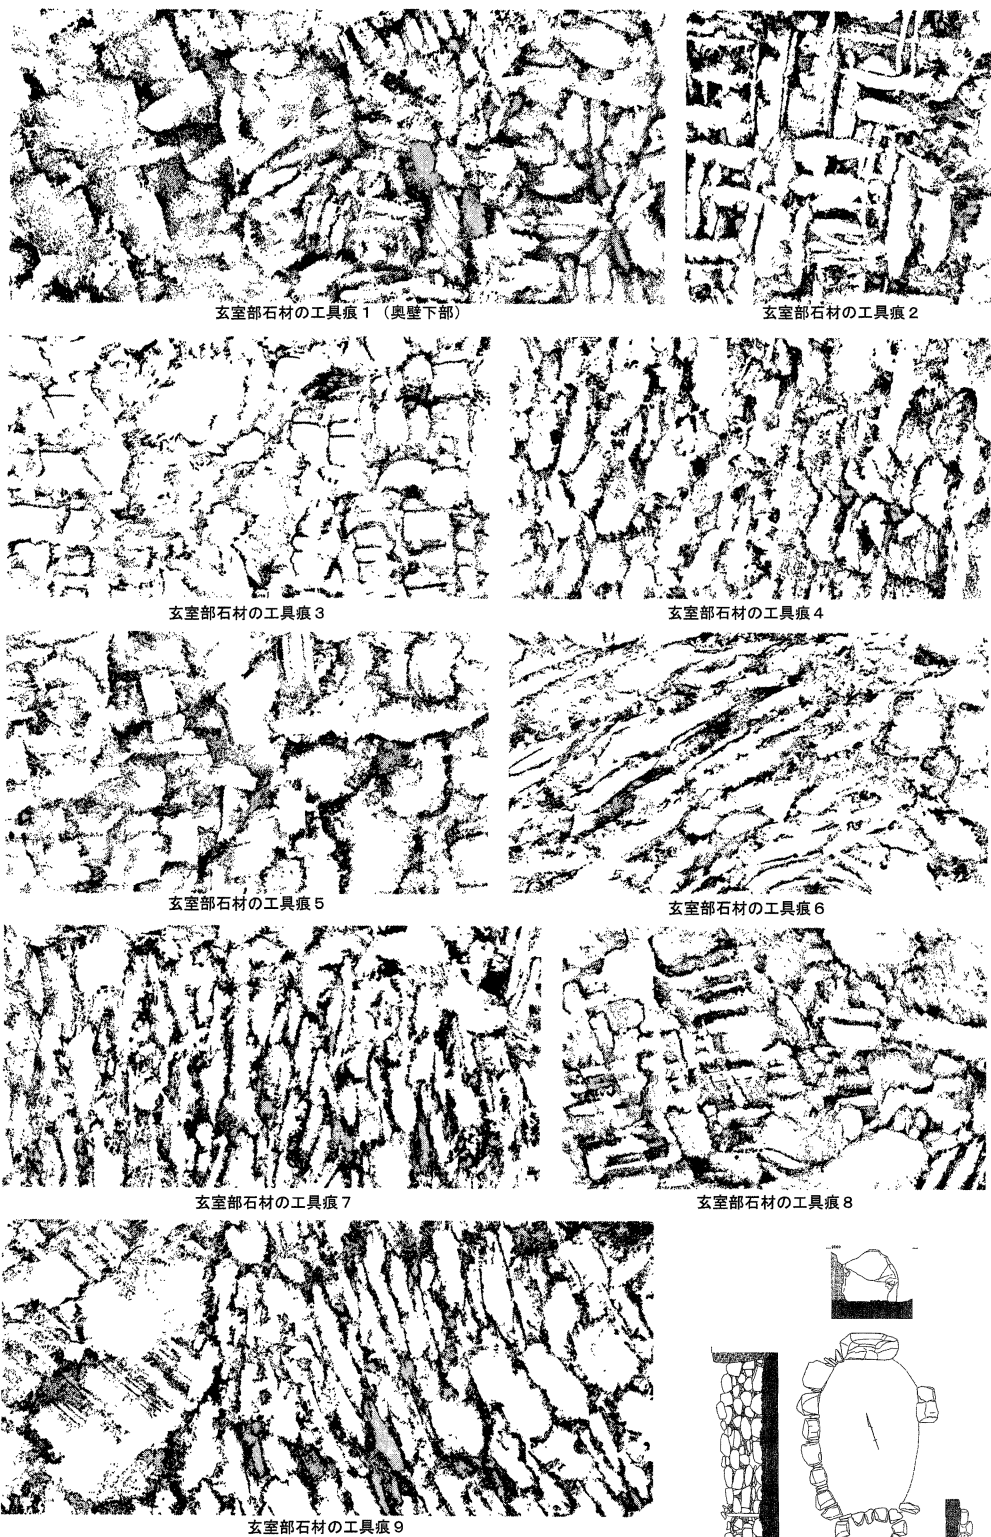 玄室部石材の工具痕１（奥壁下部）
玄室部石材の工具痕２
玄室部石材の工具痕３
玄室部石材の工具痕４
玄室部石材の工具痕５
玄室部石材の工具痕６
玄室部石材の工具痕７
玄室部石材の工具痕８
玄室部石材の工具痕９